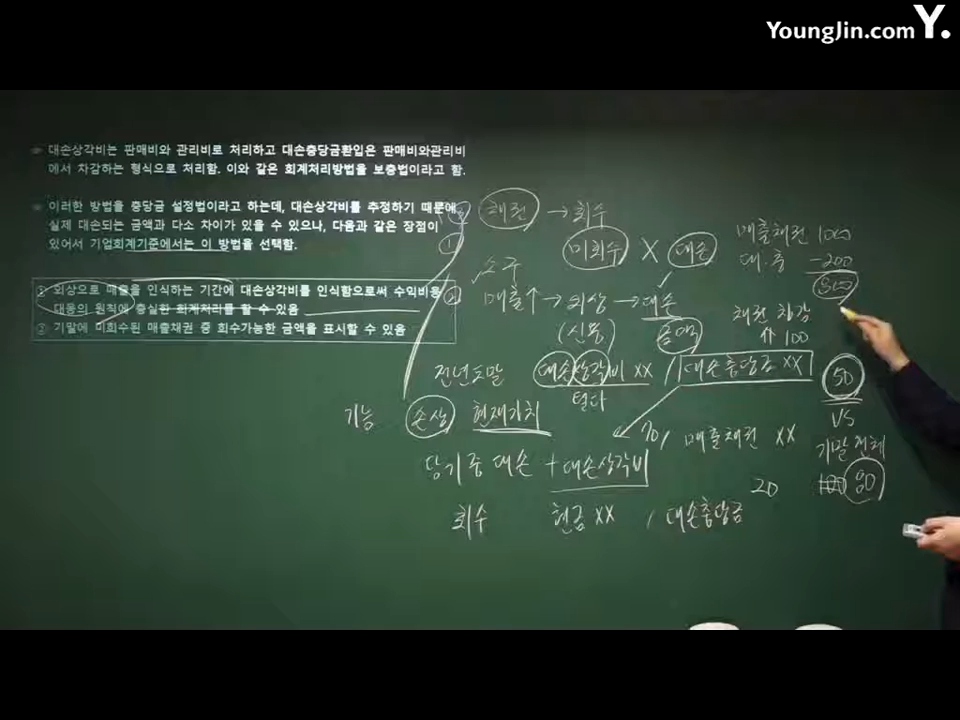 YoungJin.com Y.
대손상각비는 판매비와 관리비로 처리하고 대손충당금환입은 판매비와관리비
에서 차감하는 형식으로 처리함. 이와 같은 회계처리방법을 보충법이라고 함.
이러한 방법을 충당금 설정법이라고 하는데, 대손상각비를 추정하기 때문에
실제 대손되는 금액과 다소 차이가 있을 수 있으나, 다음과 같은 장점이
있어서 기업회계기준에서는 이 방법을 선택함.
① 외상으로 매출을 인식하는 기간에 대손상각비를 인식함으로써 수익비용
대응의 원칙에 충실한 회계처리를 할 수 있음
② 기말에 미회수된 매출채권 중 회수가능한 금액을 표시할 수 있음
채권 → 회수
① 미회수 X 대손
② 매출↑ → 외상 → 대손
(신용) 금액
매출채권
대.충 -200
800
채권 차감
100
전년도말 대손상각비 XX / 대손충당금 XX
털다
50
VS
기말 전체
80
기능 손상 현재가치
70 매출채권 XX
당기중 대손 + 대손상각비
20
회수 현금 XX / 대손충당금